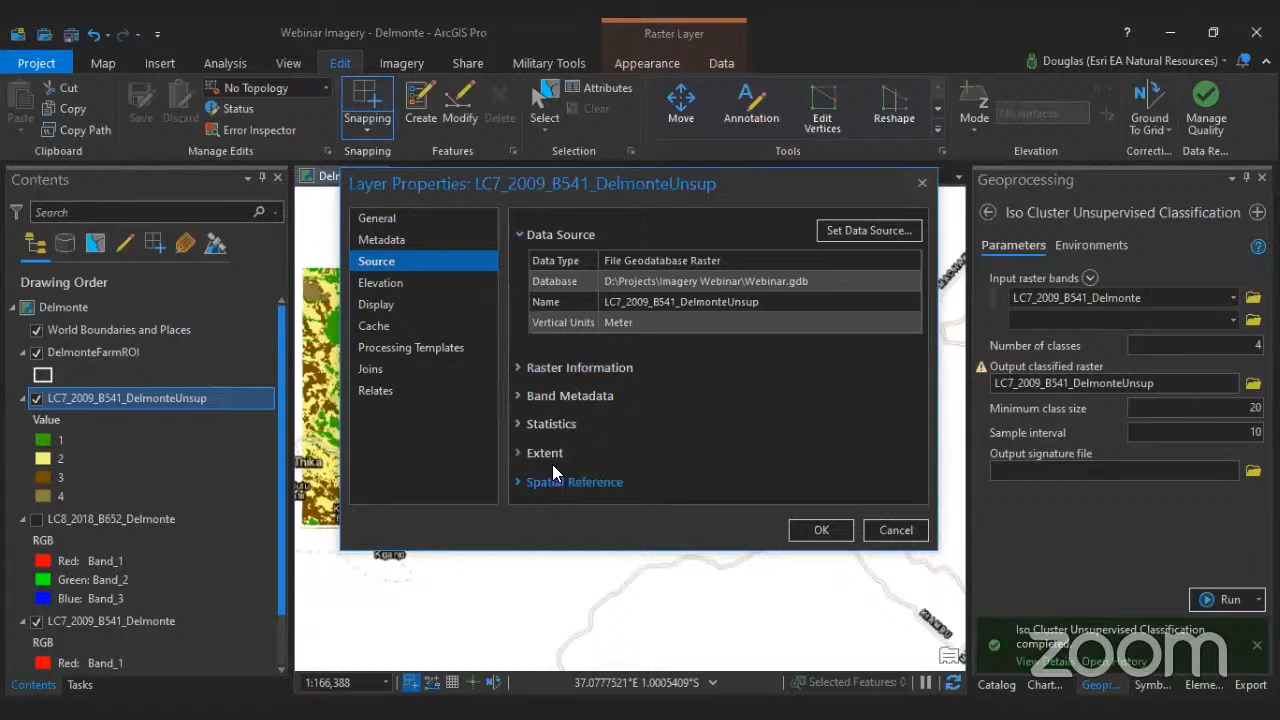 Webinar Imagery - Delmonte - ArcGIS Pro
Raster Layer
?
Project
Map
Insert
Analysis
View
Edit
Imagery
Share
Military Tools
Appearance
Data
Douglas (Esri EA Natural Resources)
Paste
Cut
Copy
Copy Path
Clipboard
Save
Discard
No Topology
Status
Error Inspector
Manage Edits
Snapping
Snapping
Create
Modify
Delete
Features
Select
Attributes
Clear
Selection
Move
Annotation
Edit
Vertices
Reshape
Tools
Mode
No surfaces
Elevation
Ground
To Grid
Correcti...
Manage
Quality
Data Re...
Contents
Search
Drawing Order
Delmonte
World Boundaries and Places
DelmonteFarmROI
LC7_2009_B541_DelmonteUnsup
Value
1
2
3
4
LC8_2018_B652_Delmonte
RGB
Red: Band_1
Green: Band_2
Blue: Band_3
LC7_2009_B541_Delmonte
RGB
Red: Band_1
Contents
Tasks
Thika
Layer Properties: LC7_2009_B541_DelmonteUnsup
General
Metadata
Source
Elevation
Display
Cache
Processing Templates
Joins
Relates
Data Source
Set Data Source...
Data Type File Geodatabase Raster
Database D:\Projects\Imagery Webinar\Webinar.gdb
Name LC7_2009_B541_DelmonteUnsup
Vertical Units Meter
Raster Information
Band Metadata
Statistics
Extent
Spatial Reference
OK
Cancel
1:166,388
37.0777521°E 1.0005409°S
Selected Features: 0
Geoprocessing
Iso Cluster Unsupervised Classification
Parameters
Environments
?
Input raster bands
LC7_2009_B541_Delmonte
Number of classes
4
Output classified raster
LC7_2009_B541_DelmonteUnsup
Minimum class size
20
Sample interval
10
Output signature file
Run
Iso Cluster Unsupervised Classification
completed.
View Details Open History
zoom
Catalog
Chart...
Geopr...
Symb...
Eleme...
Export